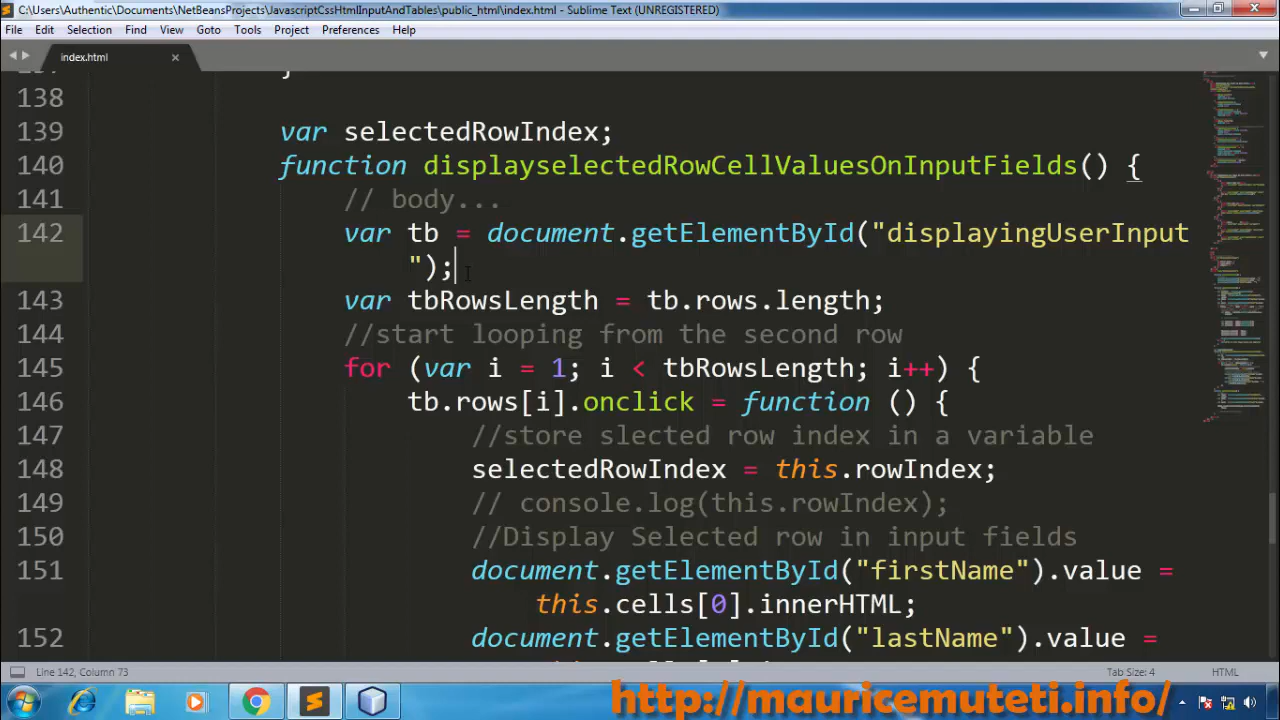 C:\Users\Authentic\Documents\NetBeansProjects\JavascriptCssHtmlInputAndTables\public_html\index.html - Sublime Text (UNREGISTERED)
File Edit Selection Find View Goto Tools Project Preferences Help
index.html
138
139 var selectedRowIndex;
140 function displayselectedRowCellValuesOnInputFields() {
141 // body...
142 var tb = document.getElementById("displayingUserInput
");
143 var tbRowsLength = tb.rows.length;
144 //start looping from the second row
145 for (var i = 1; i < tbRowsLength; i++) {
146 tb.rows[i].onclick = function () {
147 //store slected row index in a variable
148 selectedRowIndex = this.rowIndex;
149 // console.log(this.rowIndex);
150 //Display Selected row in input fields
151 document.getElementById("firstName").value =
this.cells[0].innerHTML;
152 document.getElementById("lastName").value =
Line 142, Column 73 Tab Size: 4 HTML
http://mauricemuteti.info/